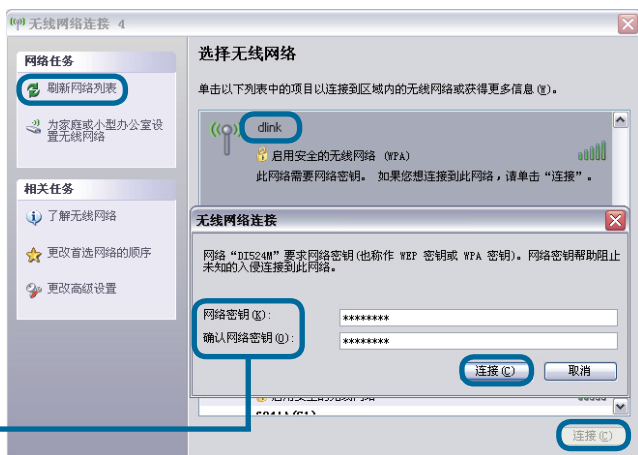 无线网络连接 4
网络任务
刷新网络列表
为家庭或小型办公室设
置无线网络
相关任务
了解无线网络
更改首选网络的顺序
更改高级设置
选择无线网络
单击以下列表中的项目以连接到区域内的无线网络或获得更多信息(W)。
dlink
启用安全的无线网络 (WPA)
此网络需要网络密钥。 如果您想连接到此网络，请单击“连接”。
无线网络连接
网络“DI524M”要求网络密钥(也称作 WEP 密钥或 WPA 密钥)。网络密钥帮助阻止
未知的入侵连接到此网络。
网络密钥(K):
********
确认网络密钥(O):
********
连接(C)
取消
启用安全的无线网络
连接(C)